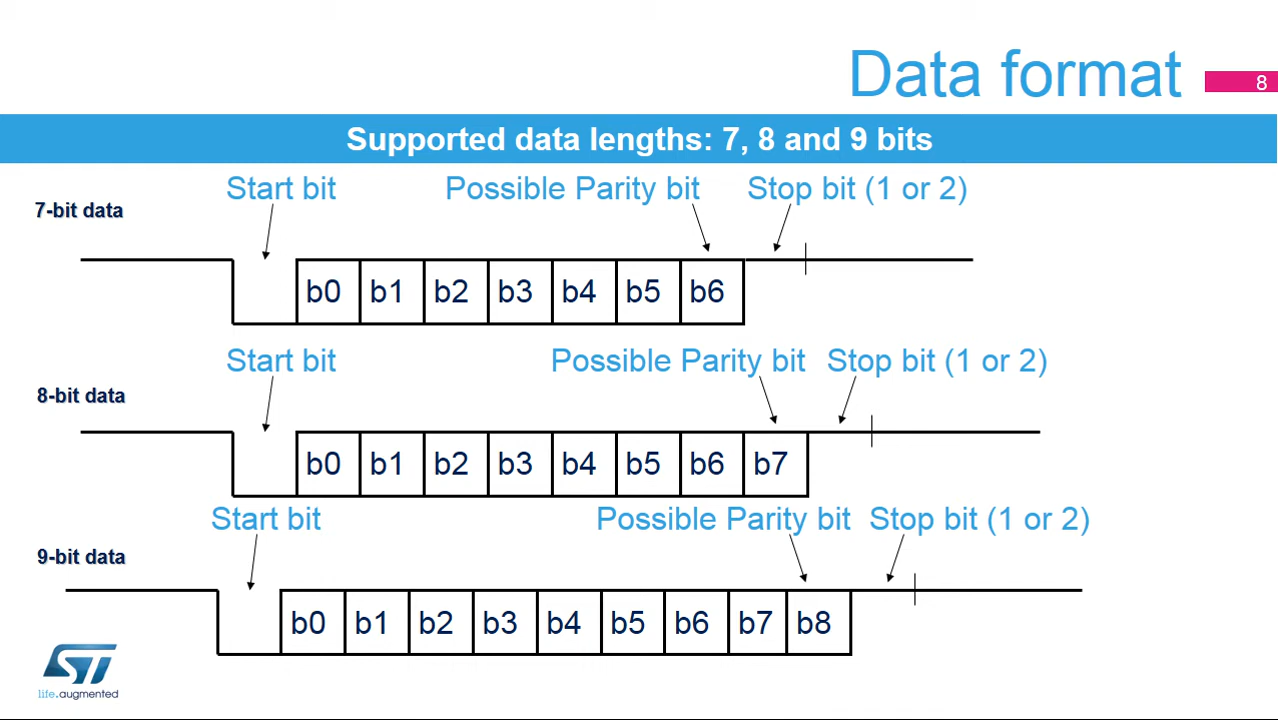 Data format
8
Supported data lengths: 7, 8 and 9 bits
Start bit
Possible Parity bit
Stop bit (1 or 2)
7-bit data
b0 b1 b2 b3 b4 b5 b6
Start bit
Possible Parity bit
Stop bit (1 or 2)
8-bit data
b0 b1 b2 b3 b4 b5 b6 b7
Start bit
Possible Parity bit
Stop bit (1 or 2)
9-bit data
b0 b1 b2 b3 b4 b5 b6 b7 b8
ST
life.augmented